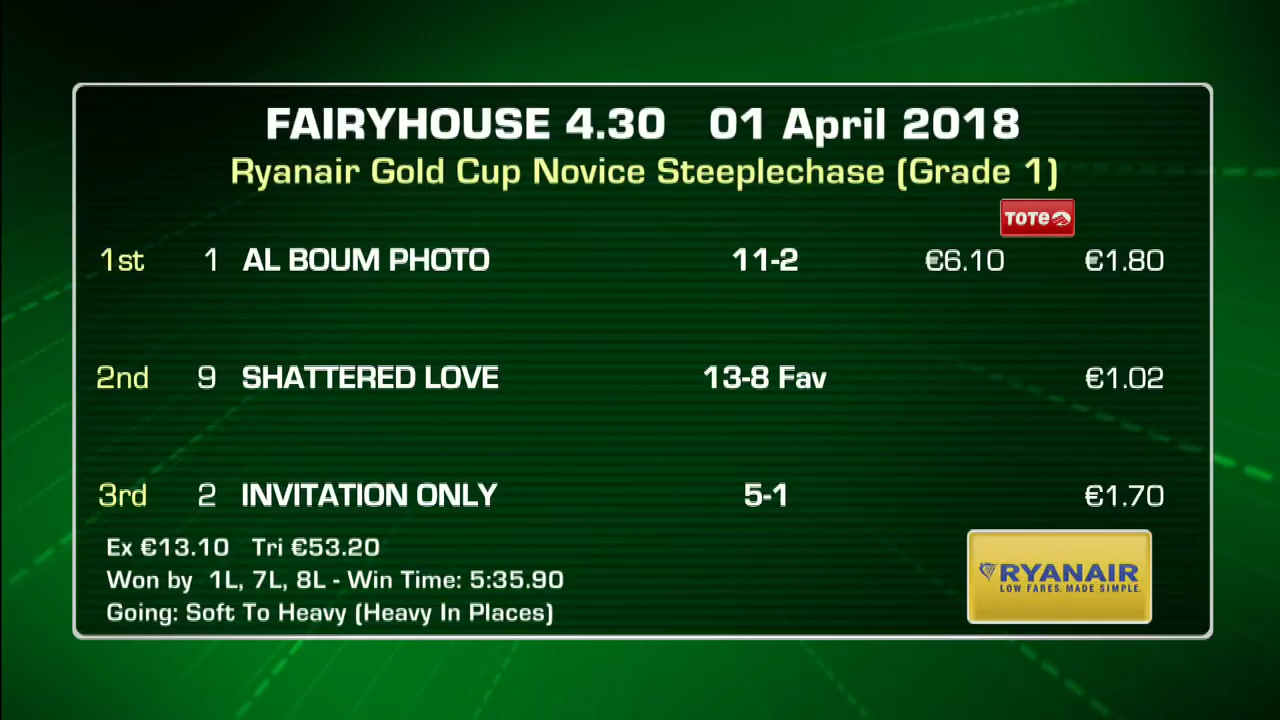 FAIRYHOUSE 4.30 01 April 2018
Ryanair Gold Cup Novice Steeplechase (Grade 1)
TOTE
1st 1 AL BOUM PHOTO 11-2 €6.10 €1.80
2nd 9 SHATTERED LOVE 13-8 Fav €1.02
3rd 2 INVITATION ONLY 5-1 €1.70
Ex €13.10 Tri €53.20
Won by 1L, 7L, 8L - Win Time: 5:35.90
Going: Soft To Heavy (Heavy In Places)
RYANAIR
LOW FARES. MADE SIMPLE.